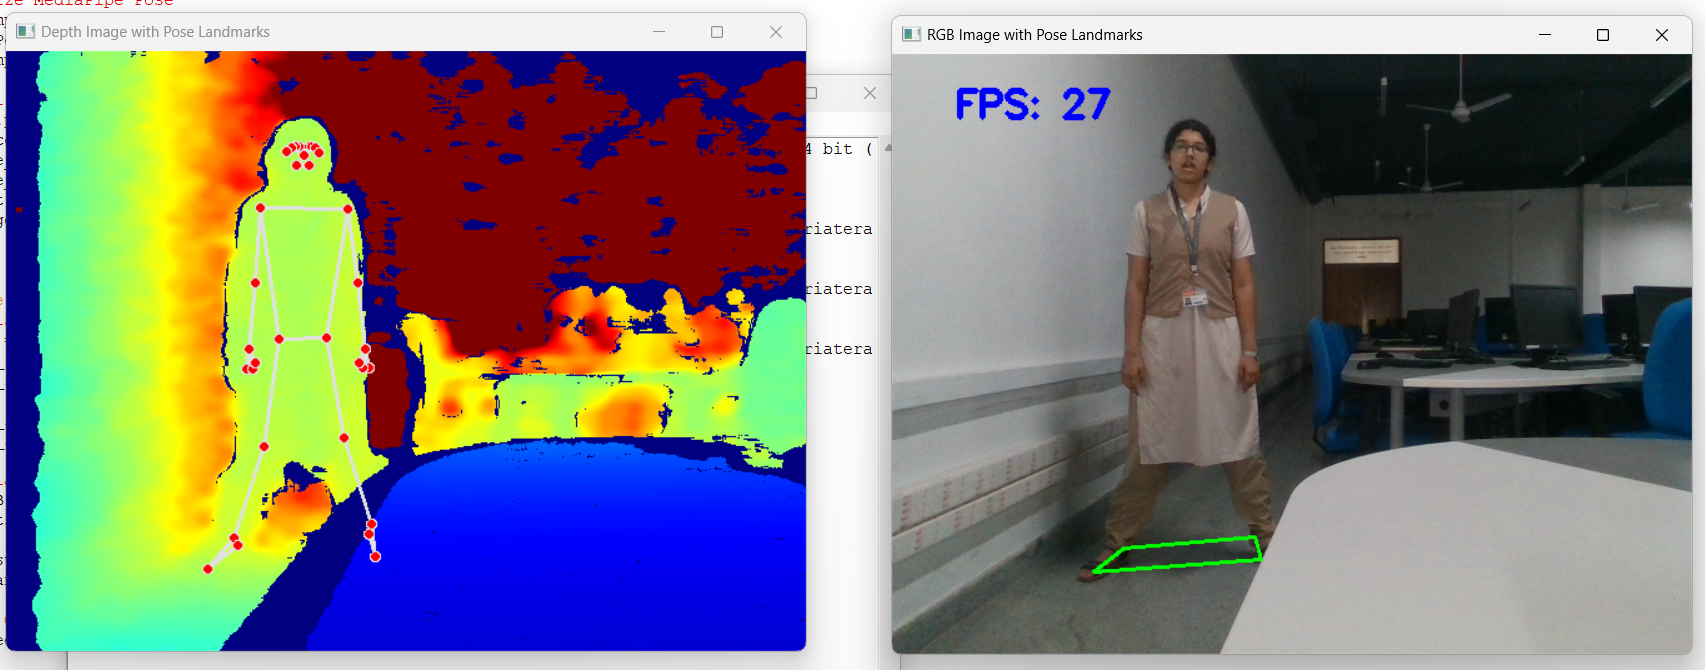 ize MediaPipe Pose
Depth Image with Pose Landmarks
RGB Image with Pose Landmarks
FPS: 27
4 bit (
riatera
riatera
riatera